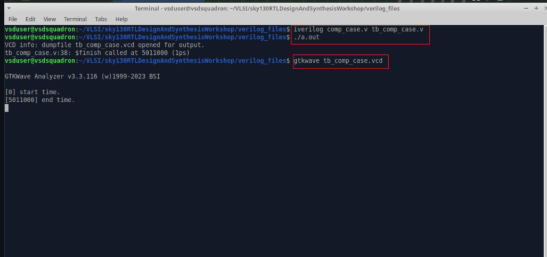 Terminal - vsduser@vsdsquadron: ~/VLSI/sky130RTLDesignAndSynthesisWorkshop/verilog_files
File Edit View Terminal Tabs Help
vsduser@vsdsquadron:~/VLSI/sky130RTLDesignAndSynthesisWorkshop/verilog_files$ iverilog comp_case.v tb_comp_case.v
vsduser@vsdsquadron:~/VLSI/sky130RTLDesignAndSynthesisWorkshop/verilog_files$ ./a.out
VCD info: dumpfile tb_comp_case.vcd opened for output.
tb_comp_case.v:38: $finish called at 5011000 (1ps)
vsduser@vsdsquadron:~/VLSI/sky130RTLDesignAndSynthesisWorkshop/verilog_files$ gtkwave tb_comp_case.vcd
GTKWave Analyzer v3.3.116 (w)1999-2023 BSI
[0] start time.
[5011000] end time.